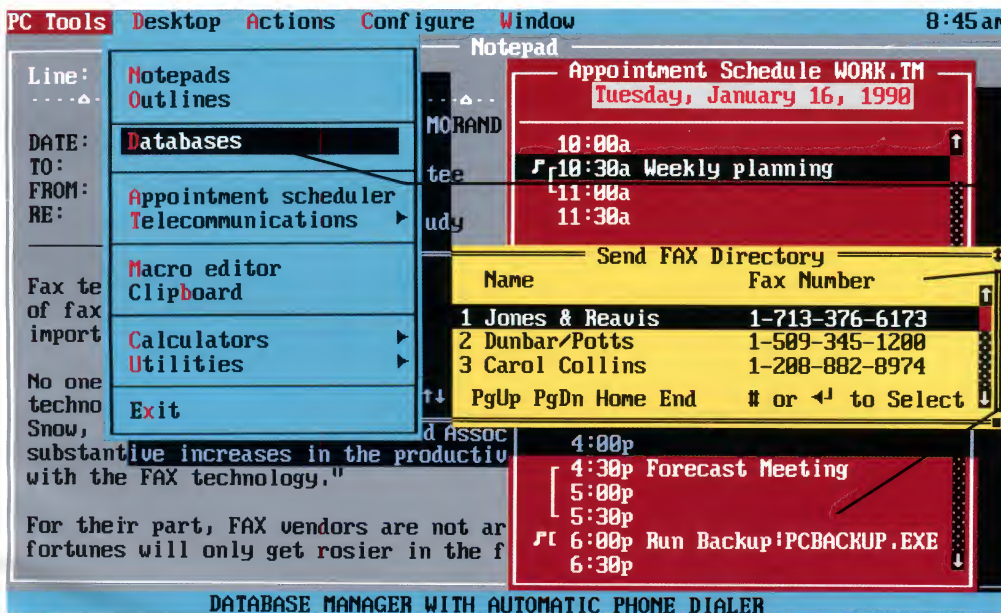 PC Tools Desktop Actions Configure Window 8:45am
Notepad
Line:
DATE: MORAND
TO: tee
FROM:
RE: udy
Fax te
of fax
import
No one
techno
Snow, d Assoc
substantive increases in the productiv
with the FAX technology."
For their part, FAX vendors are not ar
fortunes will only get rosier in the f
Notepads
Outlines
Databases
Appointment scheduler
Telecommunications
Macro editor
Clipboard
Calculators
Utilities
Exit
Appointment Schedule WORK.TM
Tuesday, January 16, 1990
10:00a
10:30a Weekly planning
11:00a
11:30a
Send FAX Directory
Name Fax Number
1 Jones & Reavis 1-713-376-6173
2 Dunbar/Potts 1-509-345-1200
3 Carol Collins 1-208-882-8974
PgUp PgDn Home End # or ↵ to Select
4:00p
4:30p Forecast Meeting
5:00p
5:30p
6:00p Run Backup¦PCBACKUP.EXE
6:30p
DATABASE MANAGER WITH AUTOMATIC PHONE DIALER